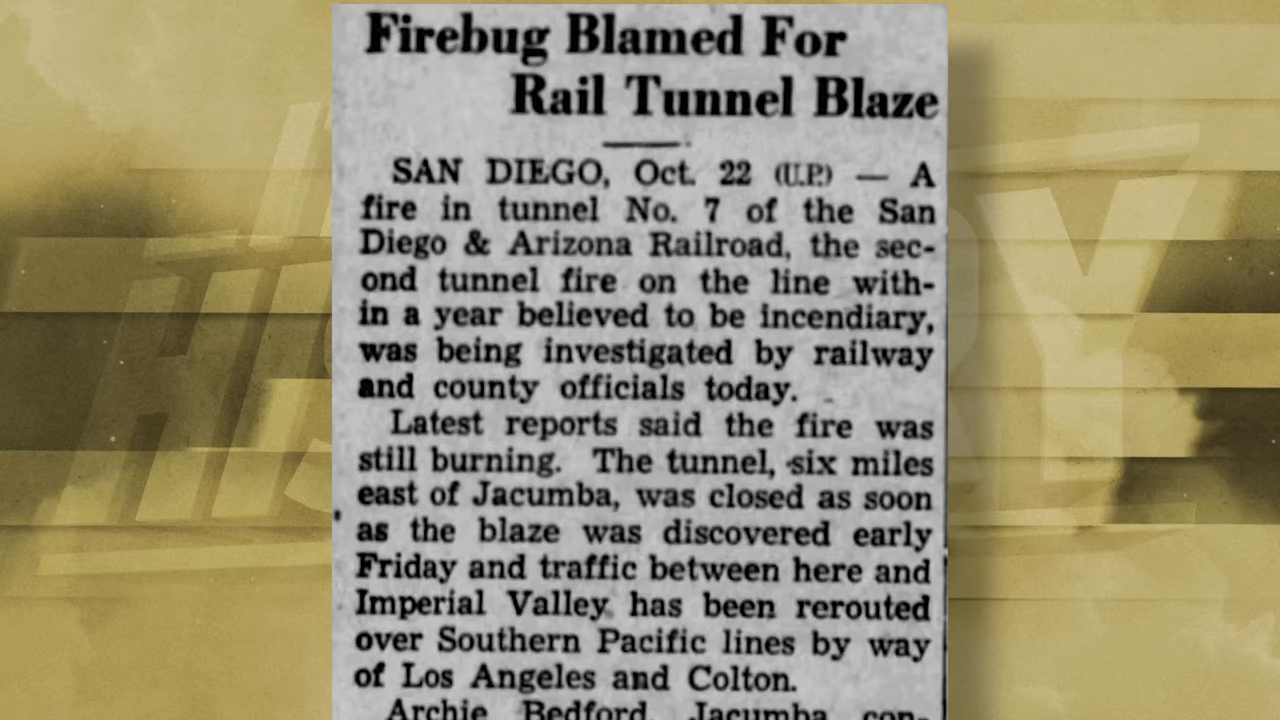 Firebug Blamed For
Rail Tunnel Blaze
SAN DIEGO, Oct. 22 (U.P.) — A
fire in tunnel No. 7 of the San
Diego & Arizona Railroad, the sec-
ond tunnel fire on the line with-
in a year believed to be incendiary,
was being investigated by railway
and county officials today.
Latest reports said the fire was
still burning. The tunnel, six miles
east of Jacumba, was closed as soon
as the blaze was discovered early
Friday and traffic between here and
Imperial Valley has been rerouted
over Southern Pacific lines by way
of Los Angeles and Colton.
Archie Bedford, Jacumba con-